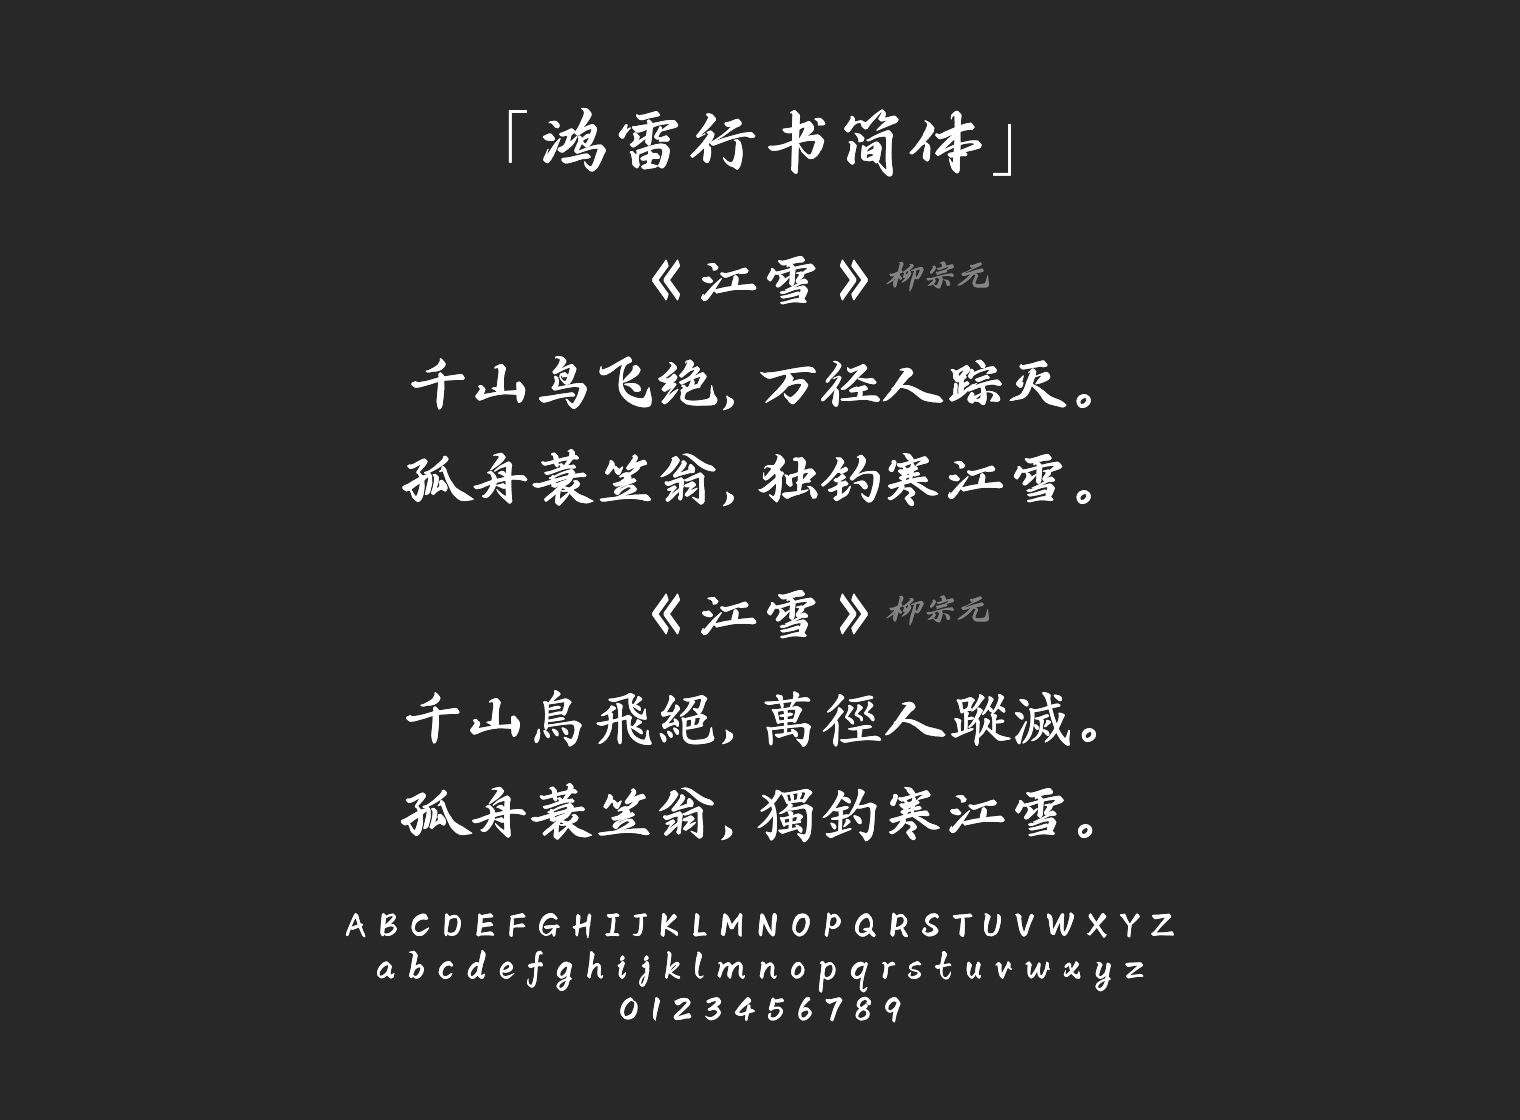 「鸿雷行书简体」
《江雪》柳宗元
千山鸟飞绝，万径人踪灭。
孤舟蓑笠翁，独钓寒江雪。
《江雪》柳宗元
千山鳥飛絕，萬徑人蹤滅。
孤舟蓑笠翁，獨釣寒江雪。
A B C D E F G H I J K L M N O P Q R S T U V W X Y Z
a b c d e f g h i j k l m n o p q r s t u v w x y z
0 1 2 3 4 5 6 7 8 9